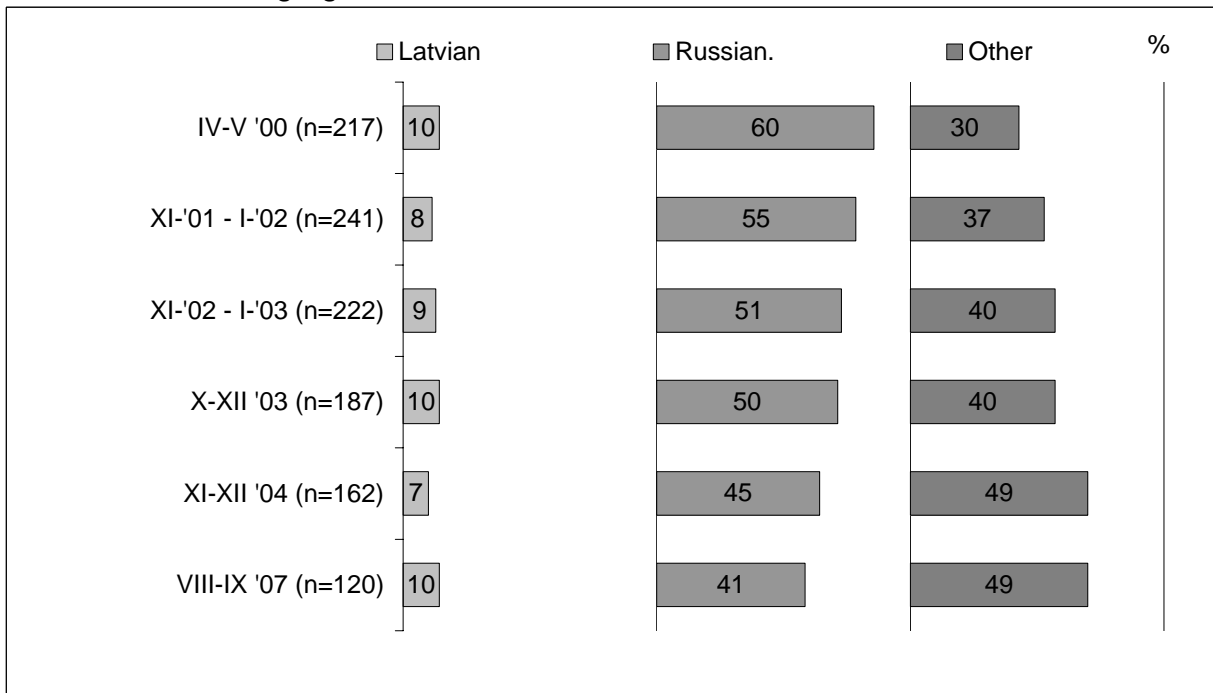 Latvian Russian. Other %
IV-V '00 (n=217) 10 60 30
XI-'01 - I-'02 (n=241) 8 55 37
XI-'02 - I-'03 (n=222) 9 51 40
X-XII '03 (n=187) 10 50 40
XI-XII '04 (n=162) 7 45 49
VIII-IX '07 (n=120) 10 41 49